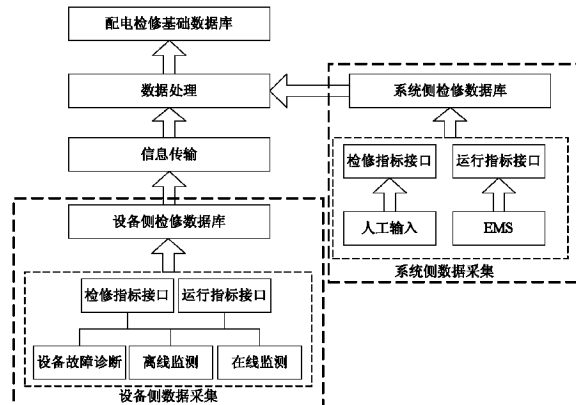 配电检修基础数据库
数据处理
系统侧检修数据库
信息传输
检修指标接口
运行指标接口
设备侧检修数据库
人工输入
EMS
系统侧数据采集
检修指标接口
运行指标接口
设备故障诊断
离线监测
在线监测
设备侧数据采集